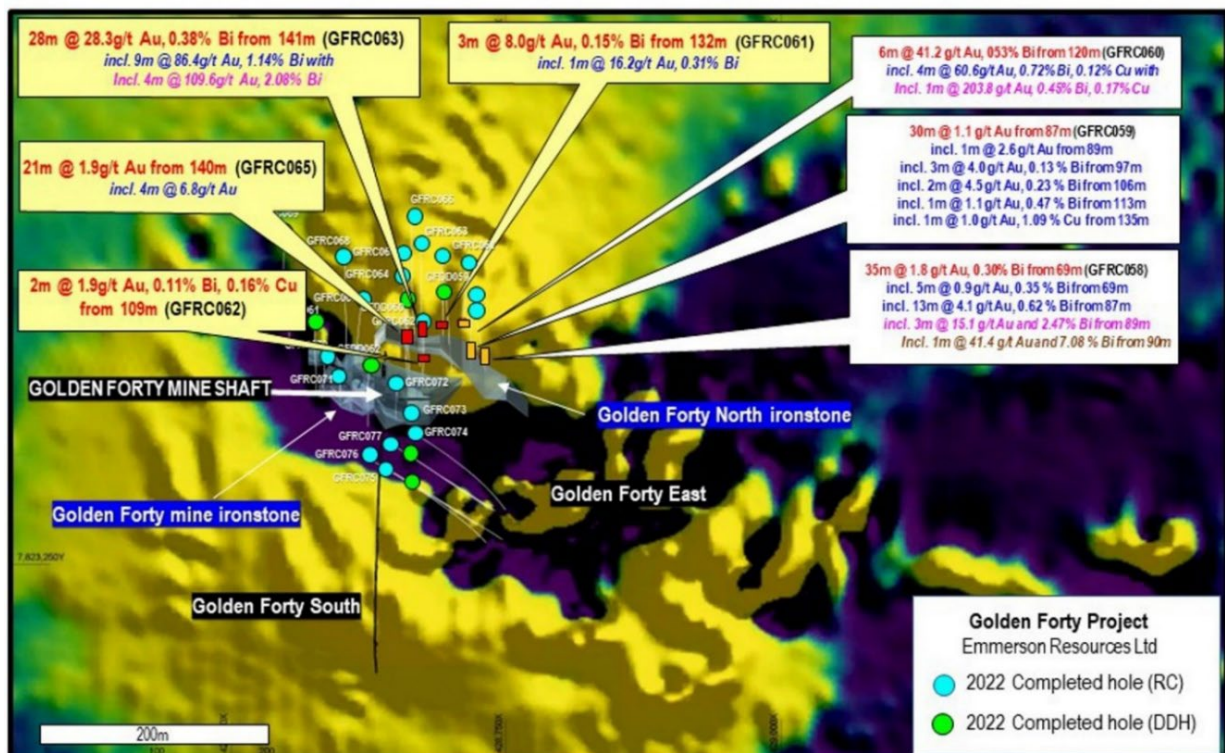 28m @ 28.3g/t Au, 0.38% Bi from 141m (GFRC063)
incl. 9m @ 86.4g/t Au, 1.14% Bi with
Incl. 4m @ 109.6g/t Au, 2.08% Bi
3m @ 8.0g/t Au, 0.15% Bi from 132m (GFRC061)
incl. 1m @ 16.2g/t Au, 0.31% Bi
6m @ 41.2 g/t Au, 053% Bi from 120m (GFRC060)
incl. 4m @ 60.6g/t Au, 0.72% Bi, 0.12% Cu with
Incl. 1m @ 203.8 g/t Au, 0.45% Bi, 0.17% Cu
30m @ 1.1 g/t Au from 87m (GFRC059)
incl. 1m @ 2.6 g/t Au from 89m
incl. 3m @ 4.0 g/t Au, 0.13 % Bi from 97m
incl. 2m @ 4.5 g/t Au, 0.23 % Bi from 106m
incl. 1m @ 1.1 g/t Au, 0.47 % Bi from 113m
incl. 1m @ 1.0 g/t Au, 1.09 % Cu from 135m
21m @ 1.9g/t Au from 140m (GFRC065)
incl. 4m @ 6.8g/t Au
35m @ 1.8 g/t Au, 0.30% Bi from 69m (GFRC058)
incl. 5m @ 0.9 g/t Au, 0.35 % Bi from 69m
incl. 13m @ 4.1 g/t Au, 0.62 % Bi from 87m
incl. 3m @ 15.1 g/t Au and 2.47% Bi from 89m
Incl. 1m @ 41.4 g/t Au and 7.08 % Bi from 90m
2m @ 1.9g/t Au, 0.11% Bi, 0.16% Cu
from 109m (GFRC062)
GFRC066
GFRC068
GFRC064
GFRC071
GFRC072
GFRC073
GFRC074
GFRC077
GFRC076
GFRC075
GOLDEN FORTY MINE SHAFT
Golden Forty North ironstone
Golden Forty mine ironstone
Golden Forty East
7,623,250Y
Golden Forty South
Golden Forty Project
Emmerson Resources Ltd
2022 Completed hole (RC)
2022 Completed hole (DDH)
200m
100
200